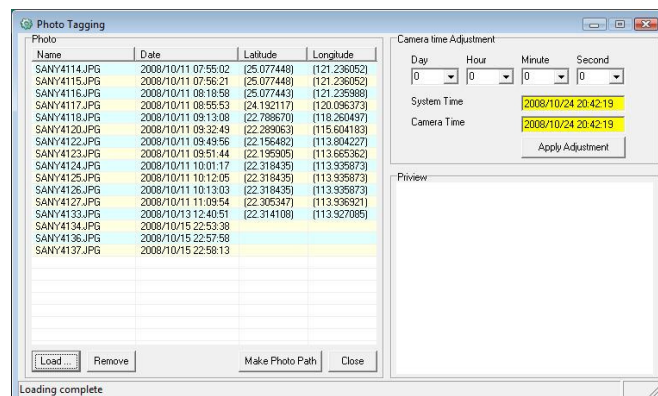 Photo Tagging
Photo
Name Date Latitude Longitude
SANY4114.JPG 2008/10/11 07:55:02 (25.077448) (121.236052)
SANY4115.JPG 2008/10/11 07:56:21 (25.077448) (121.236052)
SANY4116.JPG 2008/10/11 08:18:58 (25.077443) (121.235988)
SANY4117.JPG 2008/10/11 08:55:53 (24.192117) (120.096373)
SANY4118.JPG 2008/10/11 09:13:08 (22.788670) (118.260497)
SANY4120.JPG 2008/10/11 09:32:49 (22.289063) (115.604183)
SANY4122.JPG 2008/10/11 09:49:56 (22.156482) (113.804227)
SANY4123.JPG 2008/10/11 09:51:44 (22.195905) (113.665362)
SANY4124.JPG 2008/10/11 10:01:17 (22.318435) (113.935873)
SANY4125.JPG 2008/10/11 10:12:05 (22.318435) (113.935873)
SANY4126.JPG 2008/10/11 10:13:03 (22.318435) (113.935873)
SANY4127.JPG 2008/10/11 11:09:54 (22.305347) (113.936921)
SANY4133.JPG 2008/10/13 12:40:51 (22.314108) (113.927085)
SANY4134.JPG 2008/10/15 22:53:38
SANY4136.JPG 2008/10/15 22:57:58
SANY4137.JPG 2008/10/15 22:58:13
Load ... Remove Make Photo Path Close
Camera time Adjustment
Day Hour Minute Second
0 0 0 0
System Time 2008/10/24 20:42:19
Camera Time 2008/10/24 20:42:19
Apply Adjustment
Priview
Loading complete